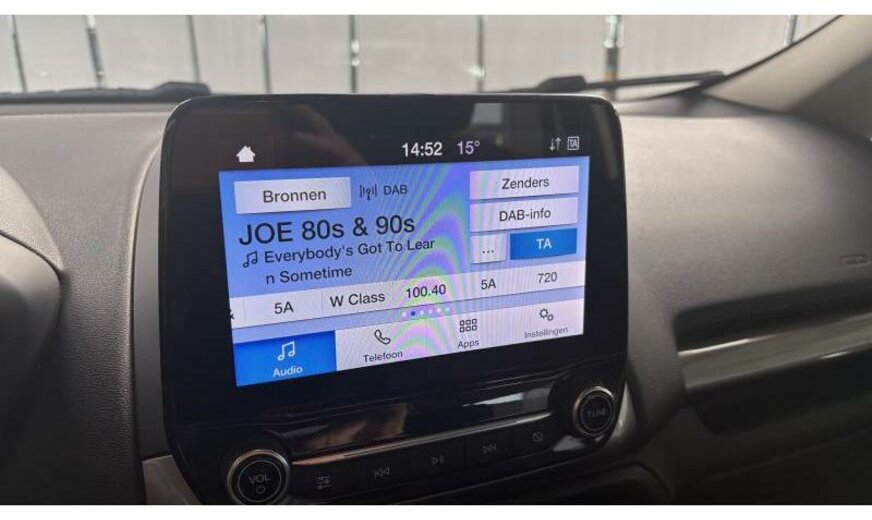 14:52 15° TA
Bronnen DAB Zenders
JOE 80s & 90s DAB-info
Everybody's Got To Lear
n Sometime
... TA
& 5A W Class 100.40 5A 720
Audio Telefoon Apps Instellingen
VOL TUNE